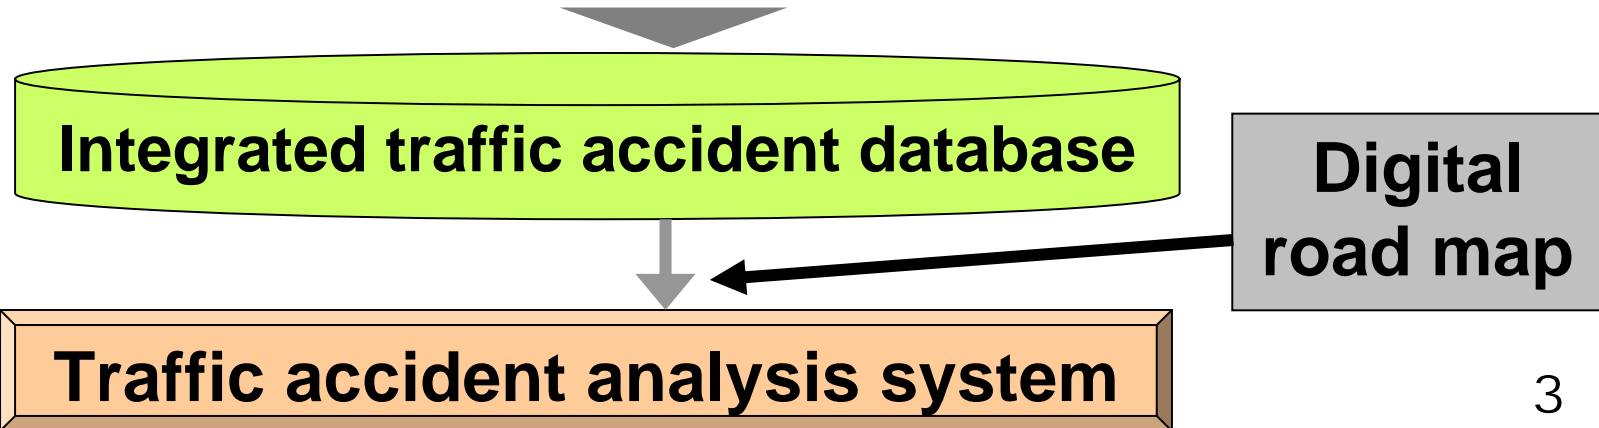 Integrated traffic accident database
Digital
road map
Traffic accident analysis system
3